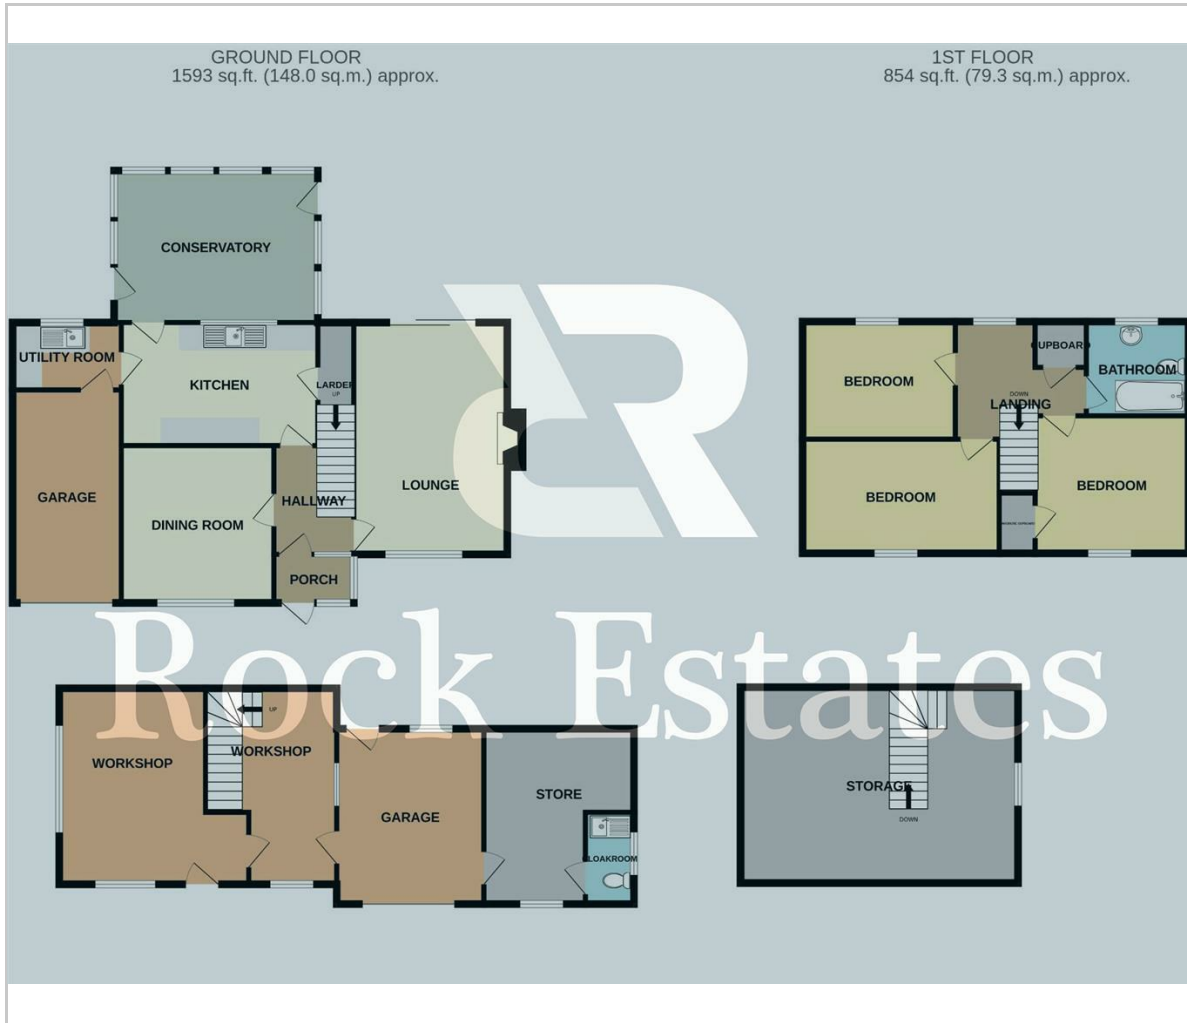 GROUND FLOOR
1593 sq.ft. (148.0 sq.m.) approx.
1ST FLOOR
854 sq.ft. (79.3 sq.m.) approx.
CONSERVATORY
UTILITY ROOM
KITCHEN
LARDER
UP
GARAGE
DINING ROOM
HALLWAY
LOUNGE
PORCH
BEDROOM
CUPBOARD
BATHROOM
DOWN
LANDING
BEDROOM
BEDROOM
Rock Estates
UP
WORKSHOP
WORKSHOP
GARAGE
STORE
CLOAKROOM
STORAGE
DOWN